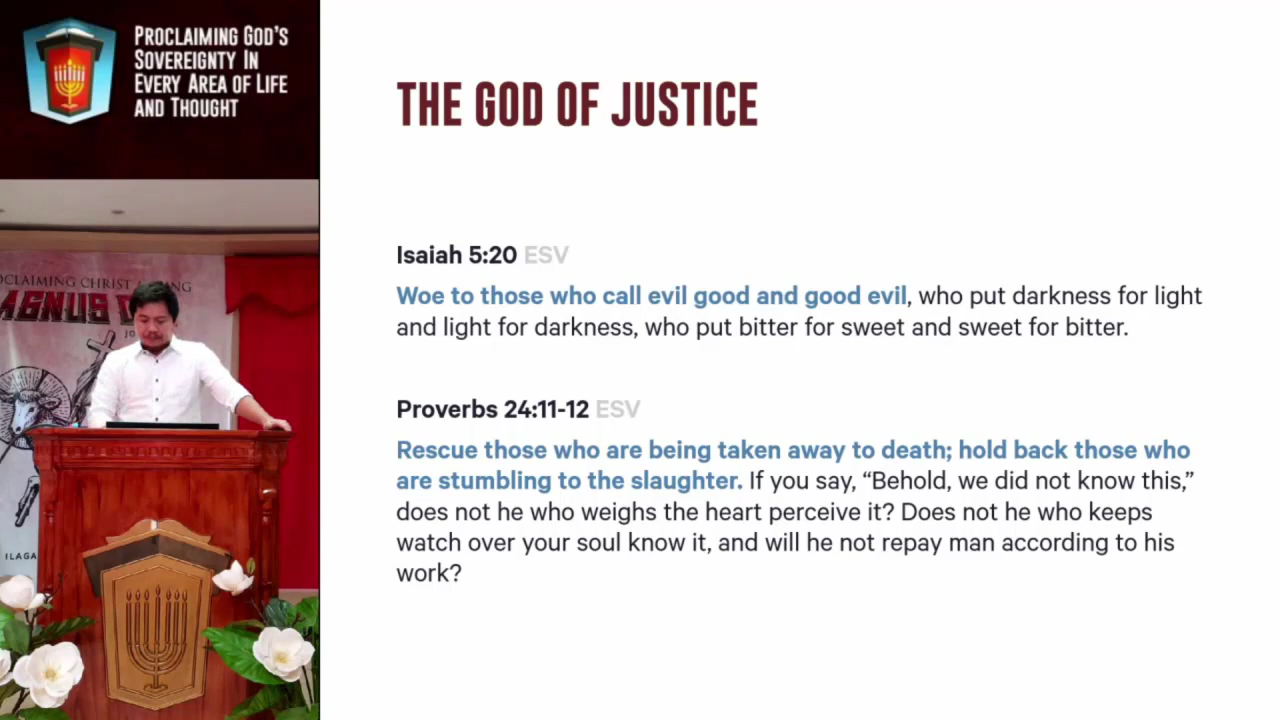 PROCLAIMING GOD'S
SOVEREIGNTY IN
EVERY AREA OF LIFE
AND THOUGHT
THE GOD OF JUSTICE
Isaiah 5:20 ESV
Woe to those who call evil good and good evil, who put darkness for light
and light for darkness, who put bitter for sweet and sweet for bitter.
Proverbs 24:11-12 ESV
Rescue those who are being taken away to death; hold back those who
are stumbling to the slaughter. If you say, “Behold, we did not know this,”
does not he who weighs the heart perceive it? Does not he who keeps
watch over your soul know it, and will he not repay man according to his
work?
CLAIMING CHRIST
AGNUS
JO
ILAGA